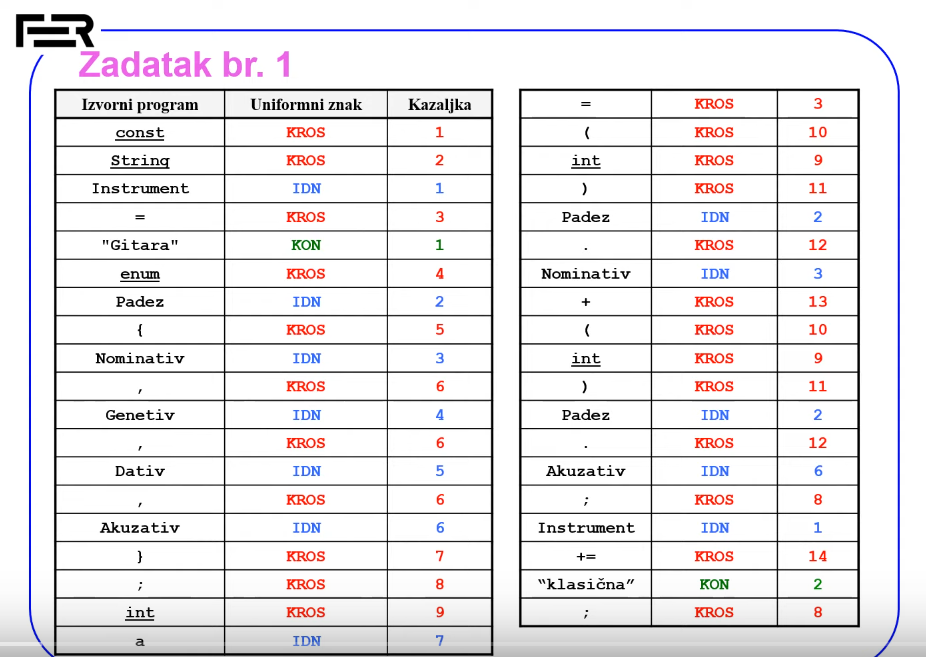 FER
Zadatak br. 1
Izvorni program Uniformni znak Kazaljka
const KROS 1
String KROS 2
Instrument IDN 1
= KROS 3
"Gitara" KON 1
enum KROS 4
Padez IDN 2
{ KROS 5
Nominativ IDN 3
, KROS 6
Genetiv IDN 4
, KROS 6
Dativ IDN 5
, KROS 6
Akuzativ IDN 6
} KROS 7
; KROS 8
int KROS 9
a IDN 7
= KROS 3
( KROS 10
int KROS 9
) KROS 11
Padez IDN 2
. KROS 12
Nominativ IDN 3
+ KROS 13
( KROS 10
int KROS 9
) KROS 11
Padez IDN 2
. KROS 12
Akuzativ IDN 6
; KROS 8
Instrument IDN 1
+= KROS 14
“klasična” KON 2
; KROS 8